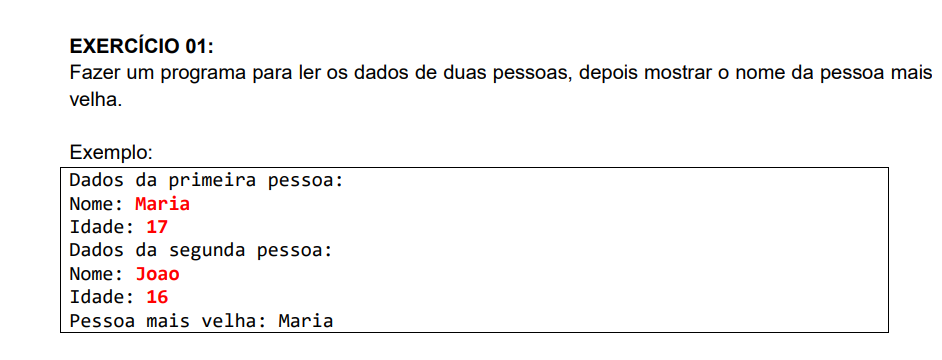 EXERCÍCIO 01:
Fazer um programa para ler os dados de duas pessoas, depois mostrar o nome da pessoa mais
velha.
Exemplo:
Dados da primeira pessoa:
Nome: Maria
Idade: 17
Dados da segunda pessoa:
Nome: Joao
Idade: 16
Pessoa mais velha: Maria